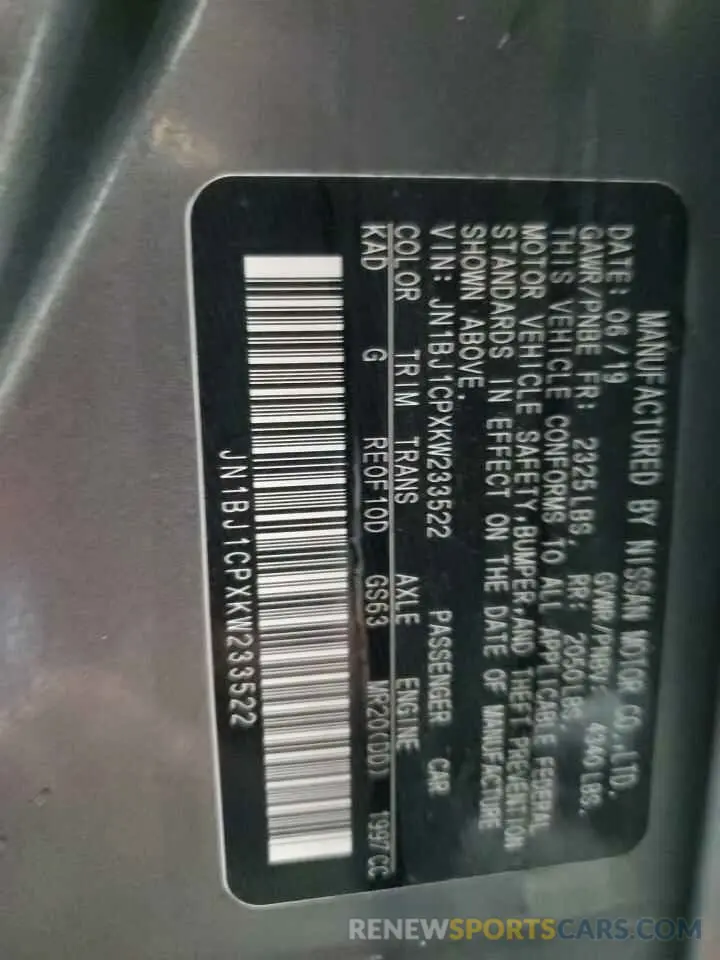 MANUFACTURED BY NISSAN MOTOR CO.,LTD.
DATE: 06/19 GVWR/PNBV: 4340 LBS.
GAWR/PNBE FR: 2325 LBS. RR: 2050 LBS.
THIS VEHICLE CONFORMS TO ALL APPLICABLE FEDERAL
MOTOR VEHICLE SAFETY, BUMPER, AND THEFT PREVENTION
STANDARDS IN EFFECT ON THE DATE OF MANUFACTURE
SHOWN ABOVE.
VIN: JN1BJ1CPXKW233522 PASSENGER CAR
COLOR TRIM TRANS AXLE ENGINE
KAD G RE0F10D GS63 MR20(DD) 1997CC
JN1BJ1CPXKW233522
RENEWSPORTSCARS.COM